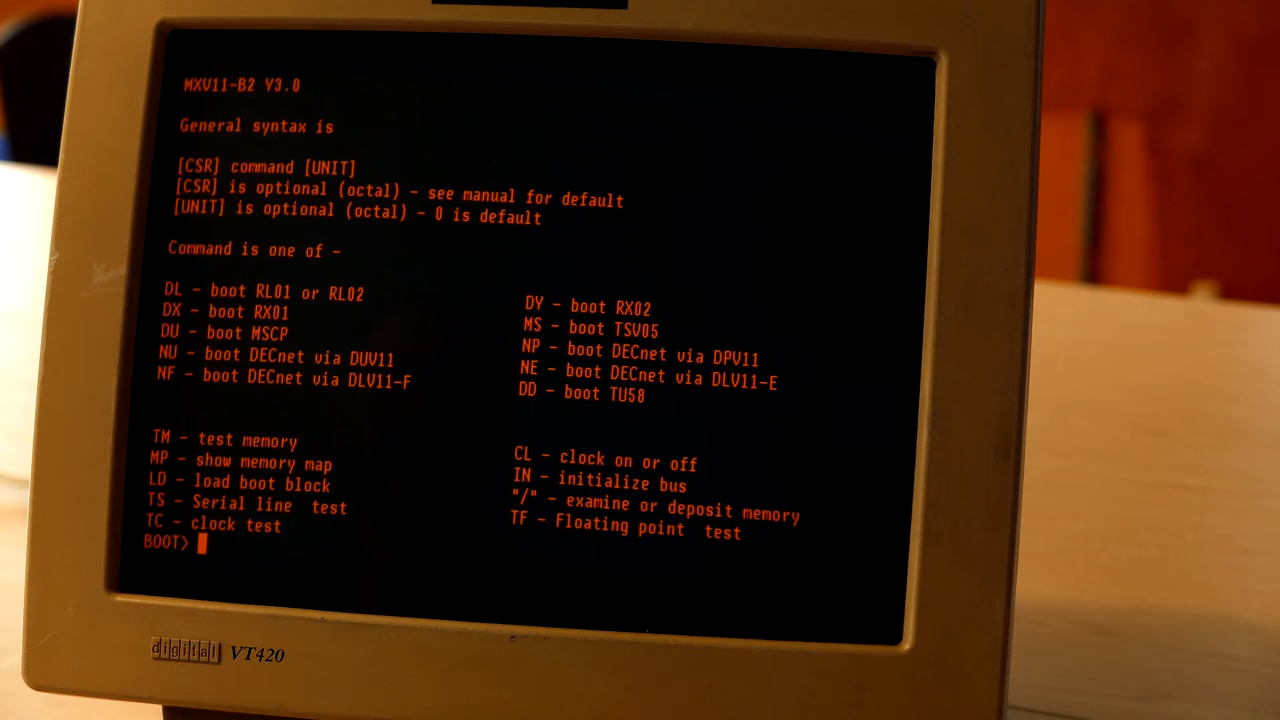 MXV11-B2 Y3.0
General syntax is
[CSR] command [UNIT]
[CSR] is optional (octal) - see manual for default
[UNIT] is optional (octal) - 0 is default
Command is one of -
DL - boot RL01 or RL02
DY - boot RX02
DX - boot RX01
MS - boot TSV05
DU - boot MSCP
NP - boot DECnet via DPV11
NU - boot DECnet via DUV11
NE - boot DECnet via DLV11-E
NF - boot DECnet via DLV11-F
DD - boot TU58
TM - test memory
CL - clock on or off
MP - show memory map
IN - initialize bus
LD - load boot block
"/" - examine or deposit memory
TS - Serial line  test
TF - Floating point  test
TC - clock test
BOOT>
digital VT420